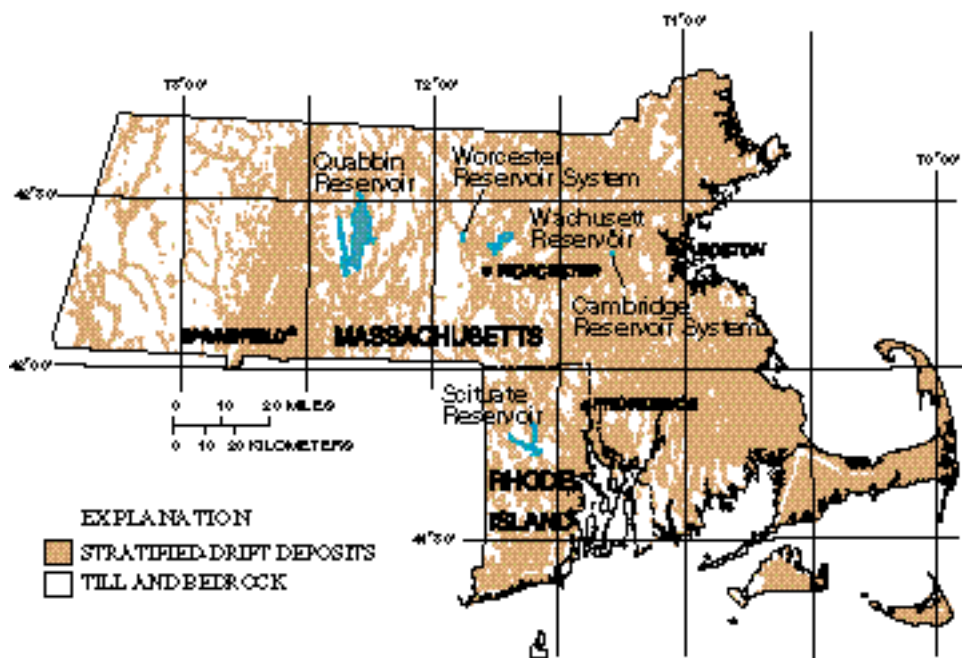 71°00'
73°00'
72°00'
70°00'
42°30'
Quabbin
Reservoir
Worcester
Reservoir System
Wachusett
Reservoir
BOSTON
WORCESTER
Cambridge
Reservoir System
SPRINGFIELD
MASSACHUSETTS
42°00'
Scituate
Reservoir
PROVIDENCE
0 10 20 MILES
0 10 20 KILOMETERS
RHODE
ISLAND
41°30'
EXPLANATION
STRATIFIED-DRIFT DEPOSITS
TILL AND BEDROCK